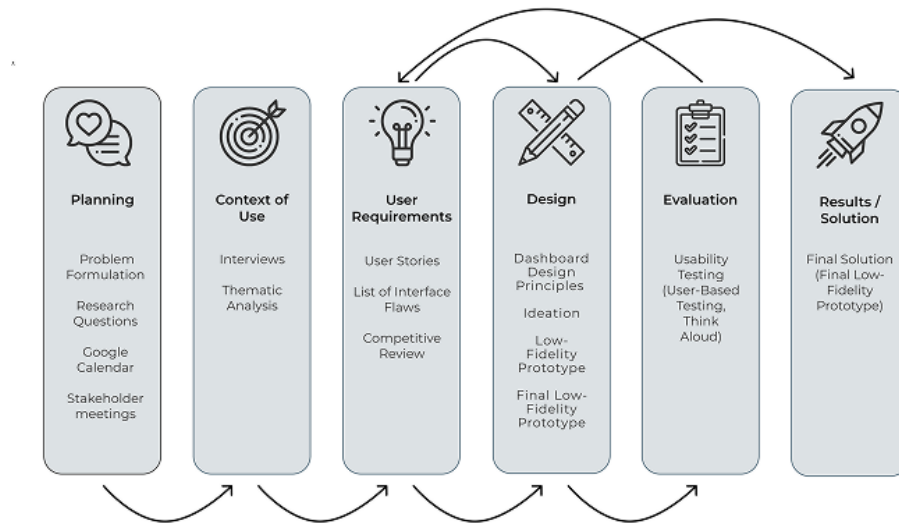 Planning
Problem
Formulation
Research
Questions
Google
Calendar
Stakeholder
meetings
Context of
Use
Interviews
Thematic
Analysis
User
Requirements
User Stories
List of Interface
Flaws
Competitive
Review
Design
Dashboard
Design
Principles
Ideation
Low-
Fidelity
Prototype
Final Low-
Fidelity
Prototype
Evaluation
Usability
Testing
(User-Based
Testing,
Think
Aloud)
Results /
Solution
Final Solution
(Final Low-
Fidelity
Prototype)